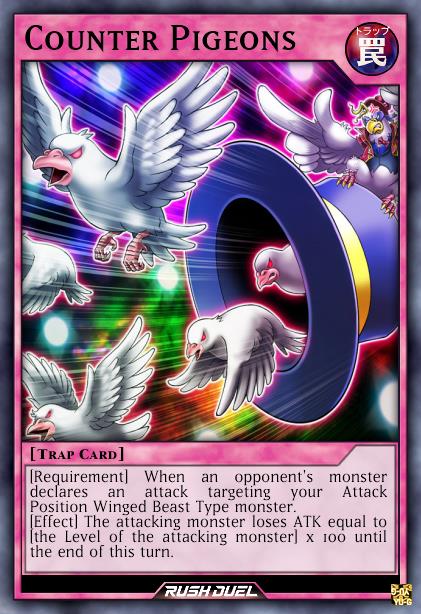 COUNTER PIGEONS
トラップ
罠
[TRAP CARD]
[Requirement] When an opponent's monster
declares an attack targeting your Attack
Position Winged Beast Type monster.
[Effect] The attacking monster loses ATK equal to
[the Level of the attacking monster] x 100 until
the end of this turn.
RUSH DUEL